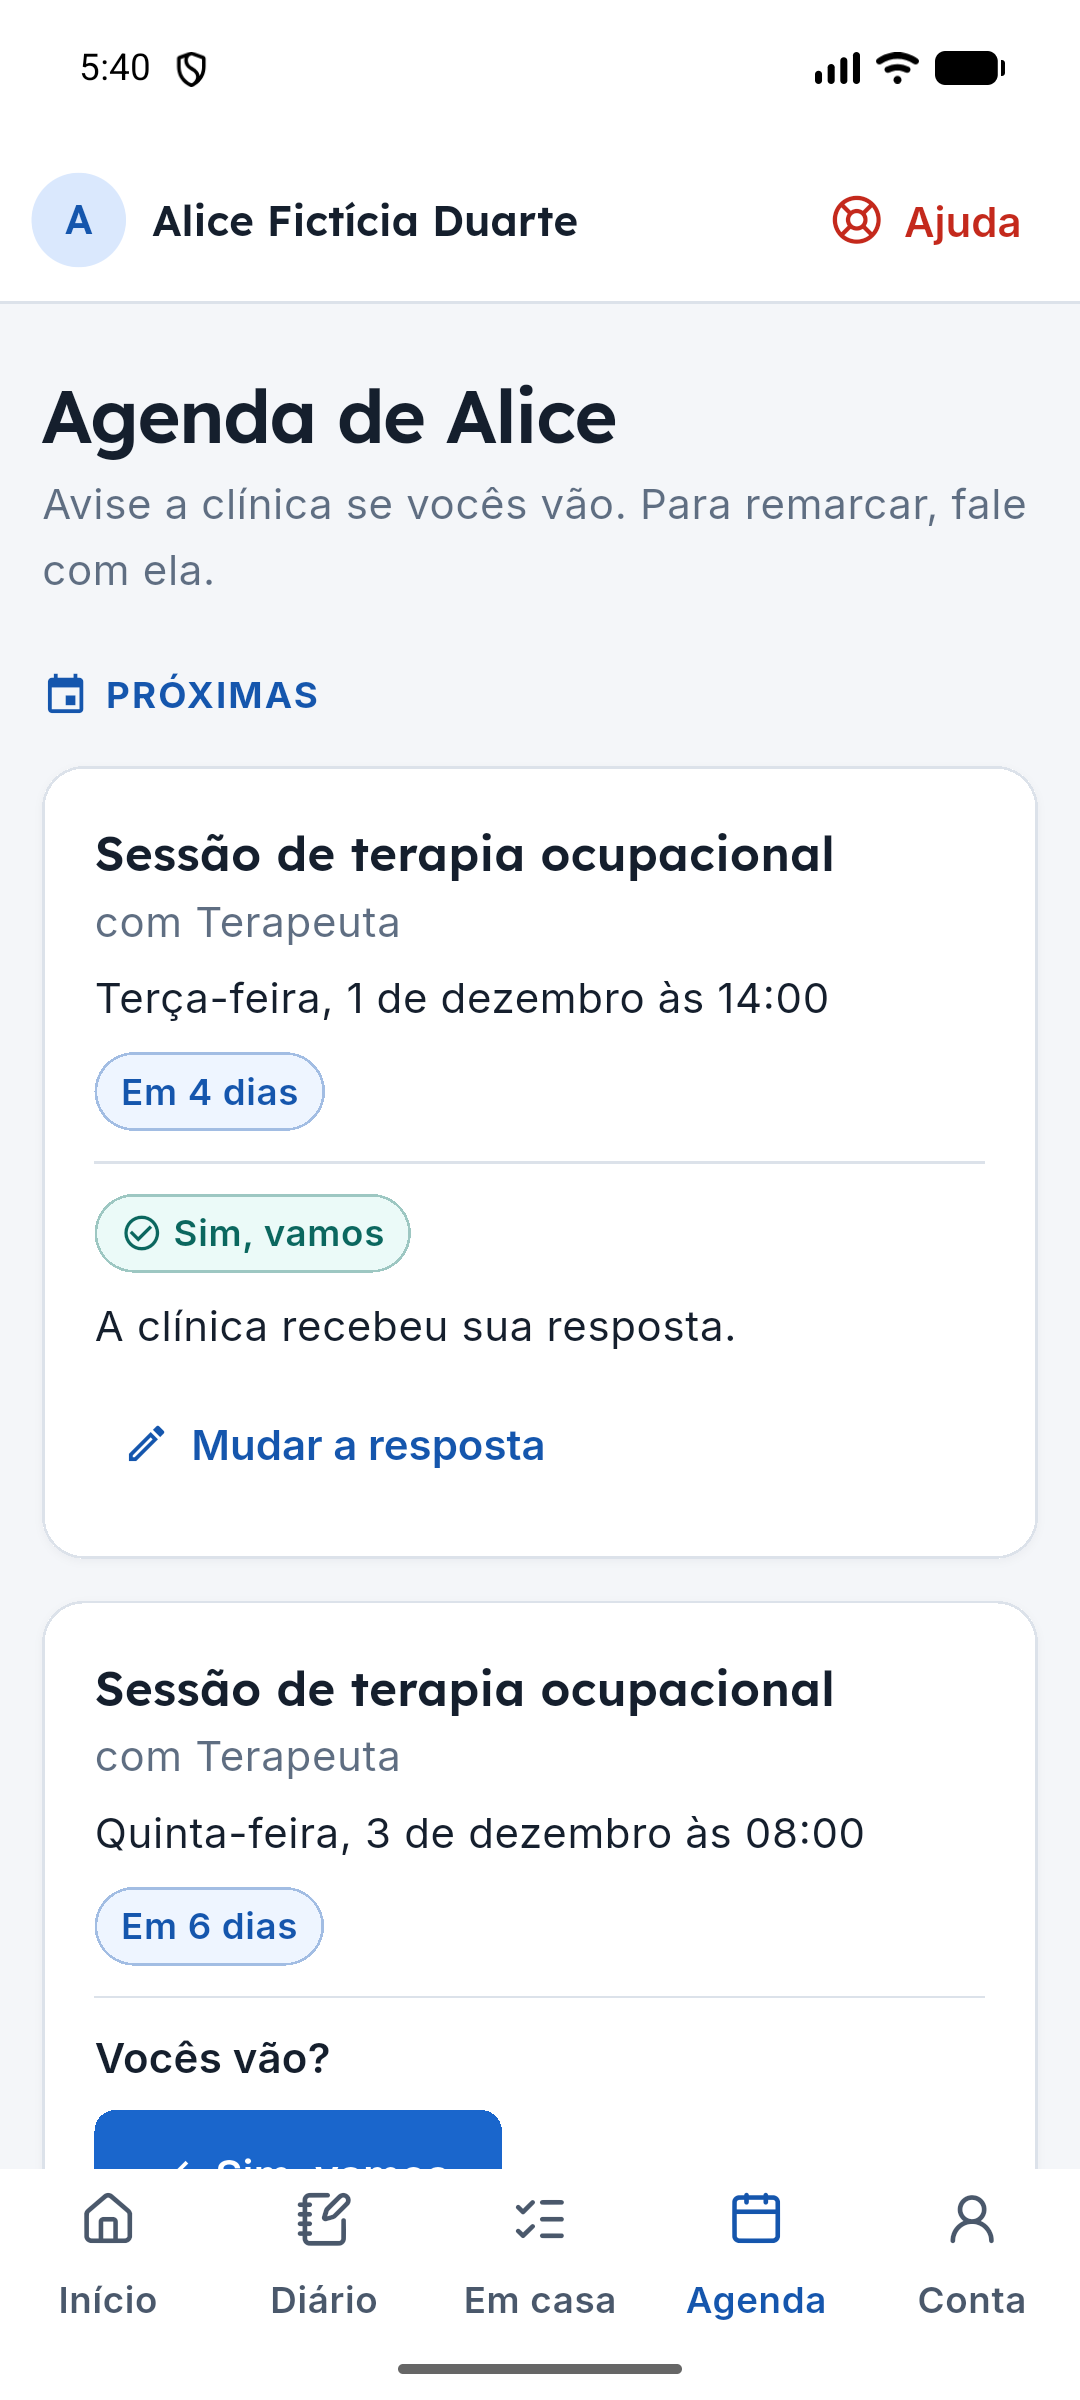 5:40
A
Alice Fictícia Duarte
Ajuda
Agenda de Alice
Avise a clínica se vocês vão. Para remarcar, fale
com ela.
PRÓXIMAS
Sessão de terapia ocupacional
com Terapeuta
Terça-feira, 1 de dezembro às 14:00
Em 4 dias
Sim, vamos
A clínica recebeu sua resposta.
Mudar a resposta
Sessão de terapia ocupacional
com Terapeuta
Quinta-feira, 3 de dezembro às 08:00
Em 6 dias
Vocês vão?
Sim, vamos
Início
Diário
Em casa
Agenda
Conta